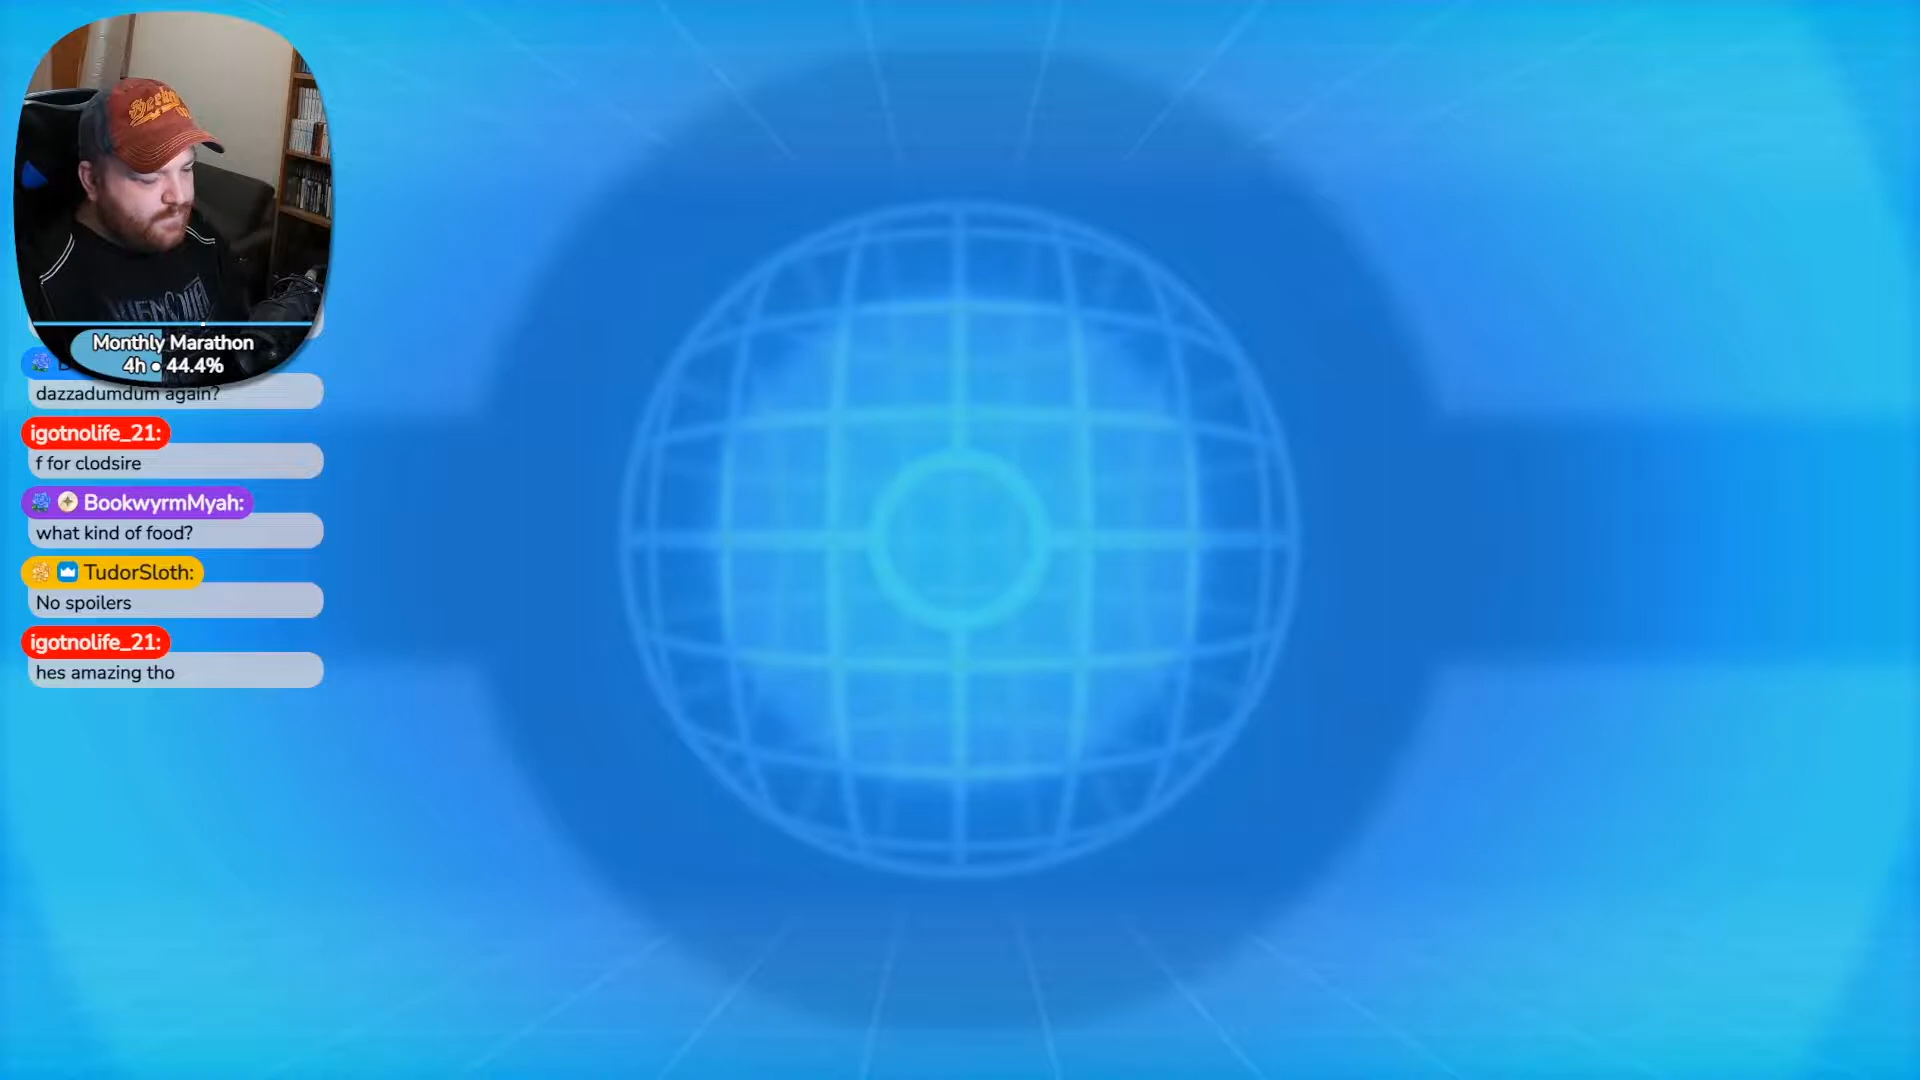 Monthly Marathon
4h • 44.4%
dazzadumdum again?
igotnolife_21:
f for clodsire
BookwyrmMyah:
what kind of food?
TudorSloth:
No spoilers
igotnolife_21:
hes amazing tho